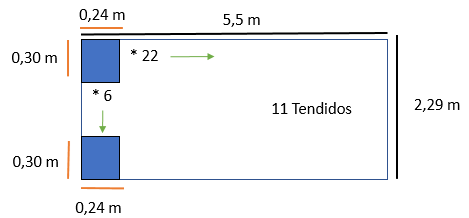 0,24 m
5,5 m
0,30 m
* 22
* 6
11 Tendidos
2,29 m
0,30 m
0,24 m